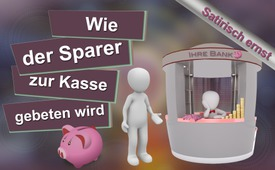 Wie
der Sparer
zur Kasse
gebeten wird
Satirisch ernst
IHRE BANK